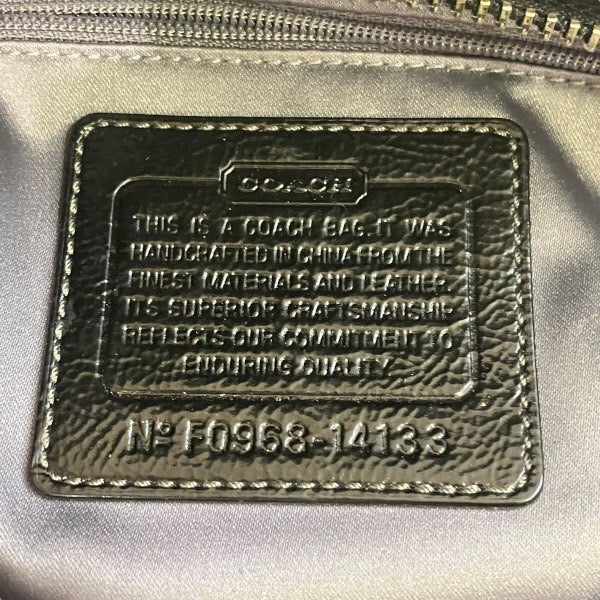 COACH
THIS IS A COACH BAG. IT WAS
HANDCRAFTED IN CHINA FROM THE
FINEST MATERIALS AND LEATHER.
ITS SUPERIOR CRAFTSMANSHIP
REFLECTS OUR COMMITMENT TO
ENDURING QUALITY
Nº F0968-14133